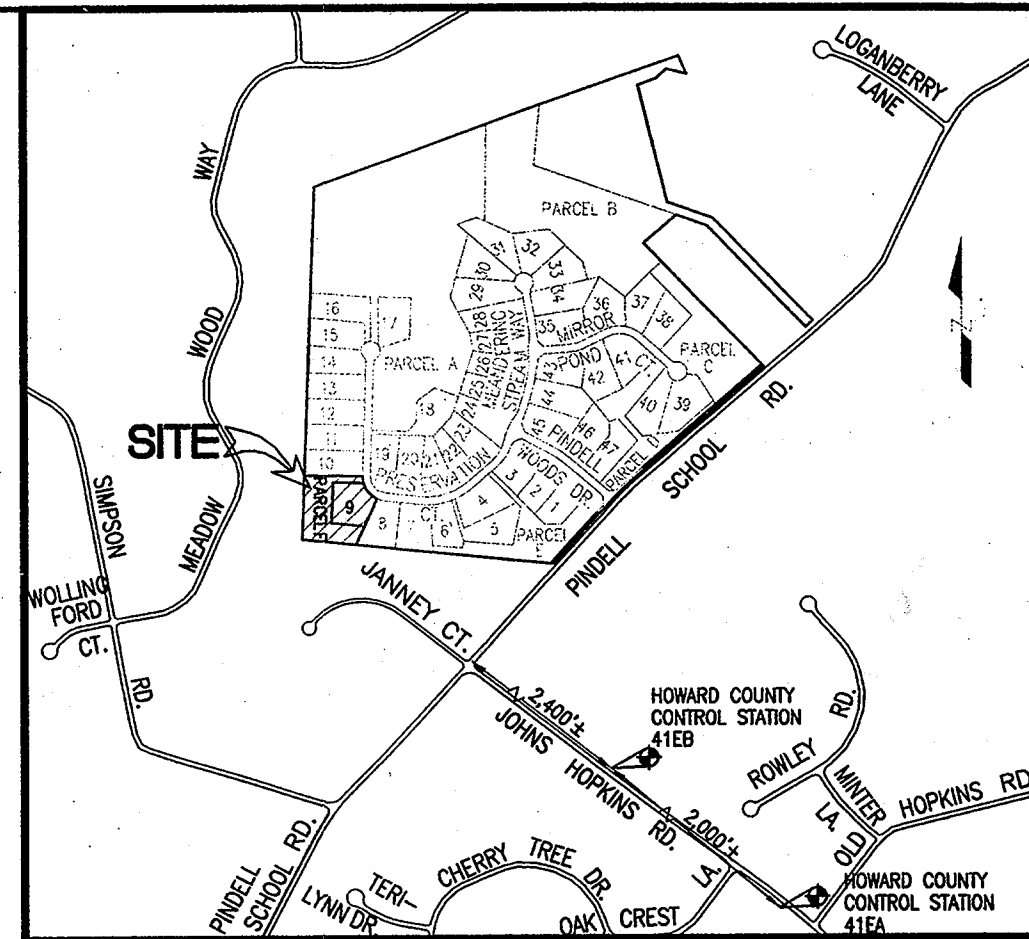 LOGANBERRY
LANE
WAY
WOOD
MEADOW
SIMPSON
RD.
WOLLING
FORD
CT.
SITE
PARCEL B
PARCEL A
PARCEL
C
PARCEL
D
PARCEL
E
PARCEL E
16
15
14
13
12
11
10
17
18
19
20
21
22
23
24
25
26
27
28
29
30
31
32
33
34
35
36
37
38
39
40
41
42
43
44
45
46
47
1
2
3
4
5
6
7
8
9
MEANDERING
STREAM WAY
MIRROR
POND
CT.
PINDELL
WOODS DR.
PRESERVATION
CT.
PINDELL
SCHOOL
RD.
JANNEY CT.
2,400'±
JOHNS
HOPKINS
RD.
2,000'±
HOWARD COUNTY
CONTROL STATION
41EB
ROWLEY
RD.
MINTER
LA.
OLD
HOPKINS RD
HOWARD COUNTY
CONTROL STATION
41EA
PINDELL
SCHOOL RD.
TERI-
LYNN DR.
CHERRY TREE DR.
OAK CREST
LA.